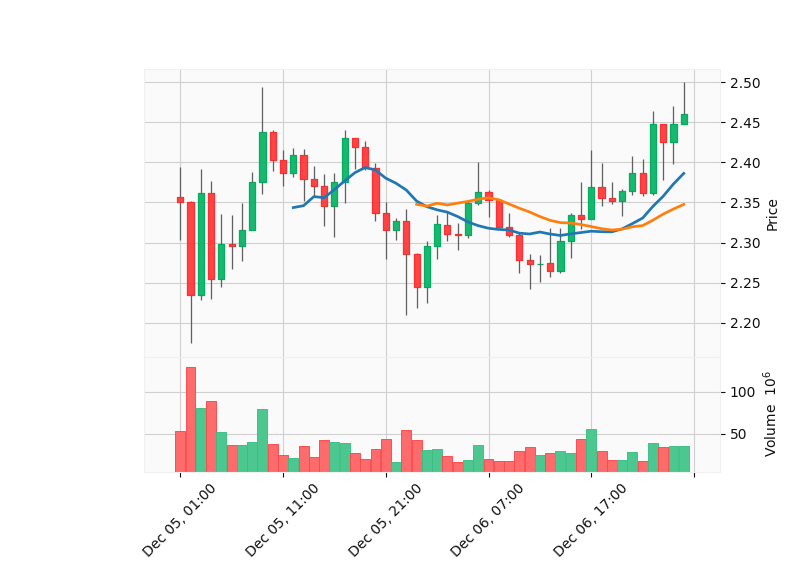 2.50
2.45
2.40
2.35
2.30
2.25
2.20
Price
100
50
Volume 10^6
Dec 05, 01:00
Dec 05, 11:00
Dec 05, 21:00
Dec 06, 07:00
Dec 06, 17:00